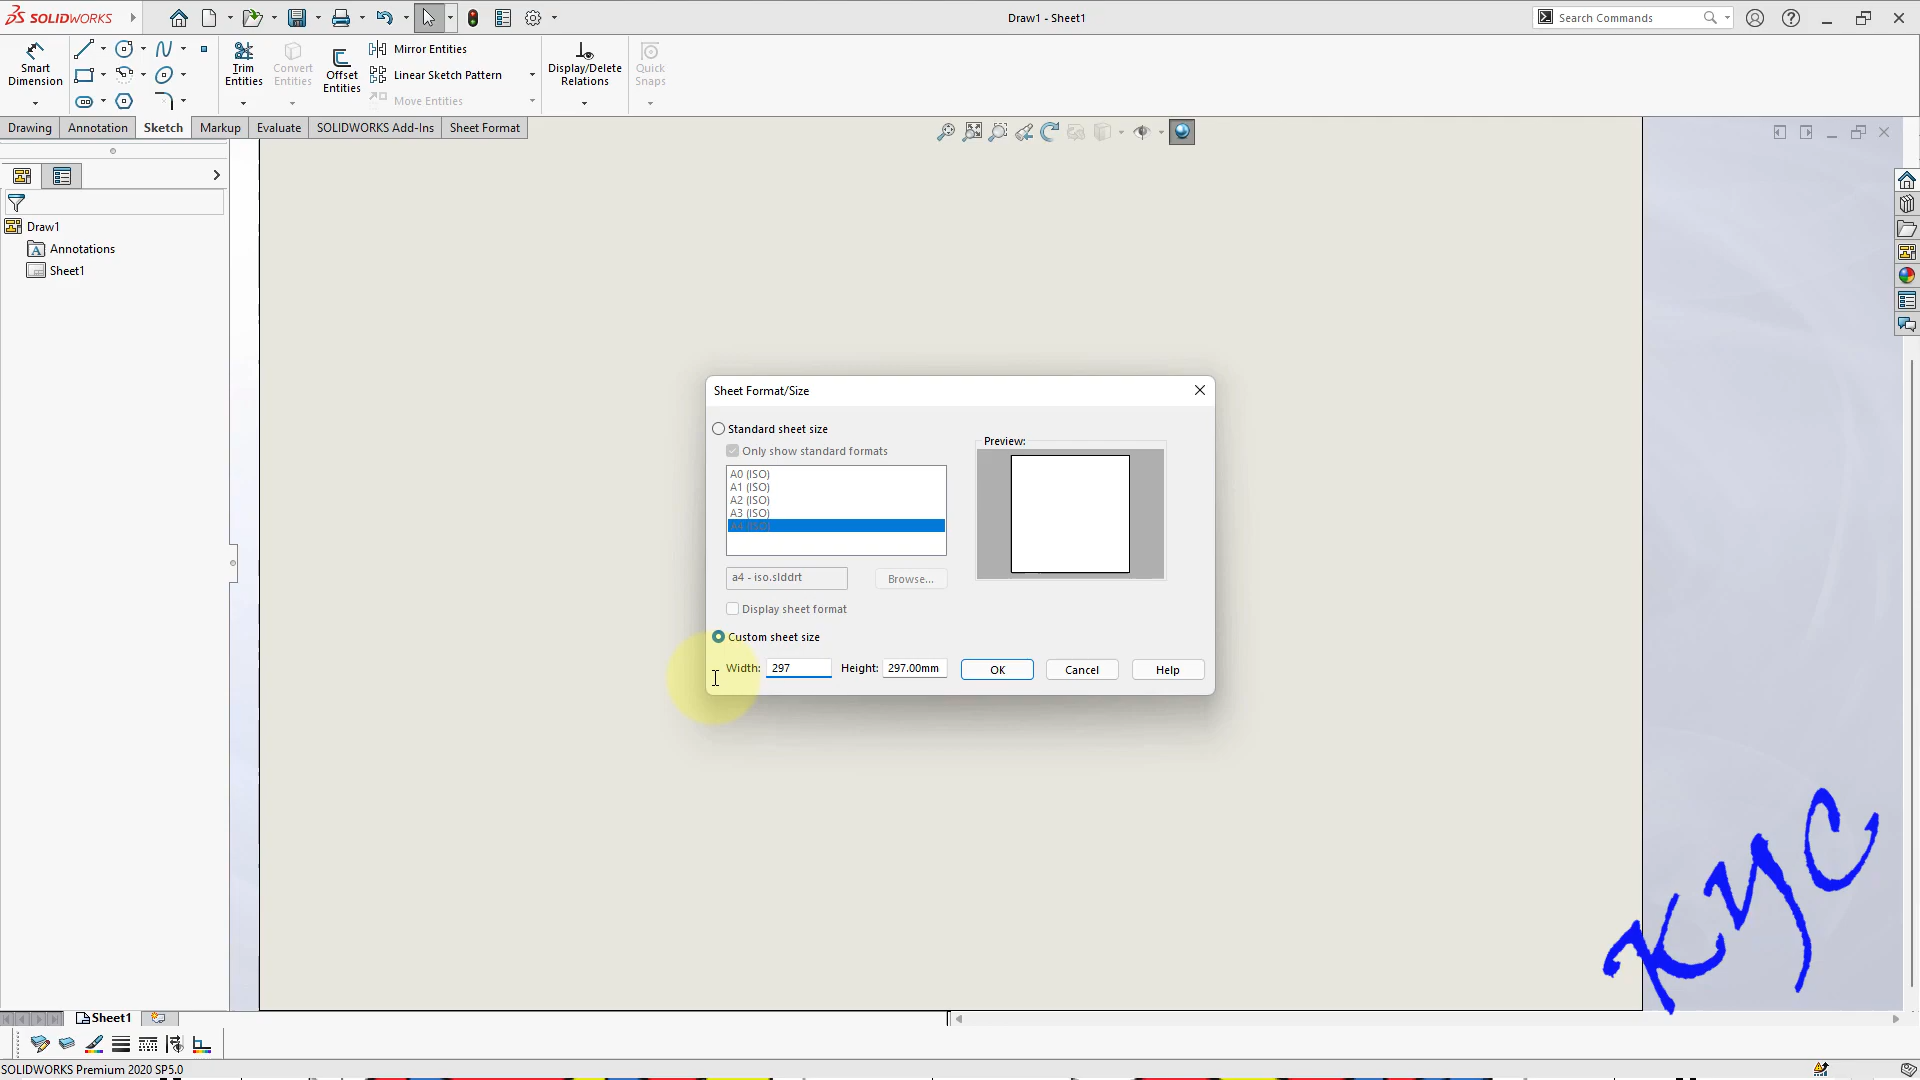 SOLIDWORKS
Draw1 - Sheet1
Search Commands
Smart Dimension
Trim Entities
Convert Entities
Offset Entities
Mirror Entities
Linear Sketch Pattern
Move Entities
Display/Delete Relations
Quick Snaps
Drawing
Annotation
Sketch
Markup
Evaluate
SOLIDWORKS Add-Ins
Sheet Format
Draw1
Annotations
Sheet1
Sheet Format/Size
Standard sheet size
Only show standard formats
A0 (ISO)
A1 (ISO)
A2 (ISO)
A3 (ISO)
A4 (ISO)
a4 - iso.slddrt
Browse...
Display sheet format
Preview:
Custom sheet size
Width: 297
Height: 297.00mm
OK
Cancel
Help
KYC
Sheet1
SOLIDWORKS Premium 2020 SP5.0